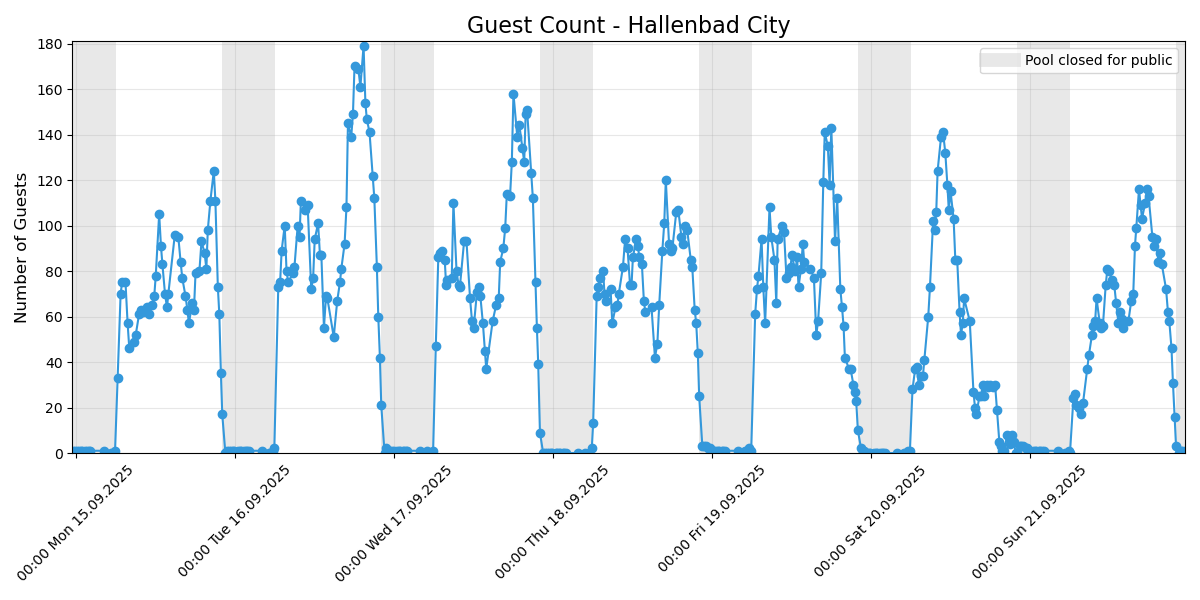 Guest Count - Hallenbad City
Pool closed for public
Number of Guests
180
160
140
120
100
80
60
40
20
0
00:00 Mon 15.09.2025
00:00 Tue 16.09.2025
00:00 Wed 17.09.2025
00:00 Thu 18.09.2025
00:00 Fri 19.09.2025
00:00 Sat 20.09.2025
00:00 Sun 21.09.2025